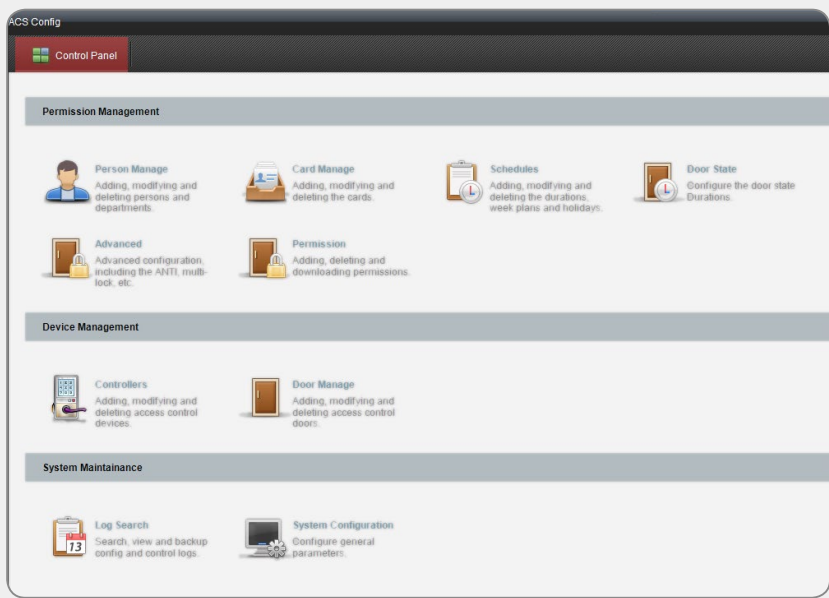 ACS Config
Control Panel
Permission Management
Person Manage
Adding, modifying and
deleting persons and
departments.
Card Manage
Adding, modifying and
deleting the cards.
Schedules
Adding, modifying and
deleting the durations,
week plans and holidays.
Door State
Configure the door state
Durations.
Advanced
Advanced configuration,
including the ANTI, multi-
lock, etc.
Permission
Adding, deleting and
downloading permissions.
Device Management
Controllers
Adding, modifying and
deleting access control
devices.
Door Manage
Adding, modifying and
deleting access control
doors.
System Maintainance
Log Search
Search, view and backup
config and control logs.
13
System Configuration
Configure general
parameters.